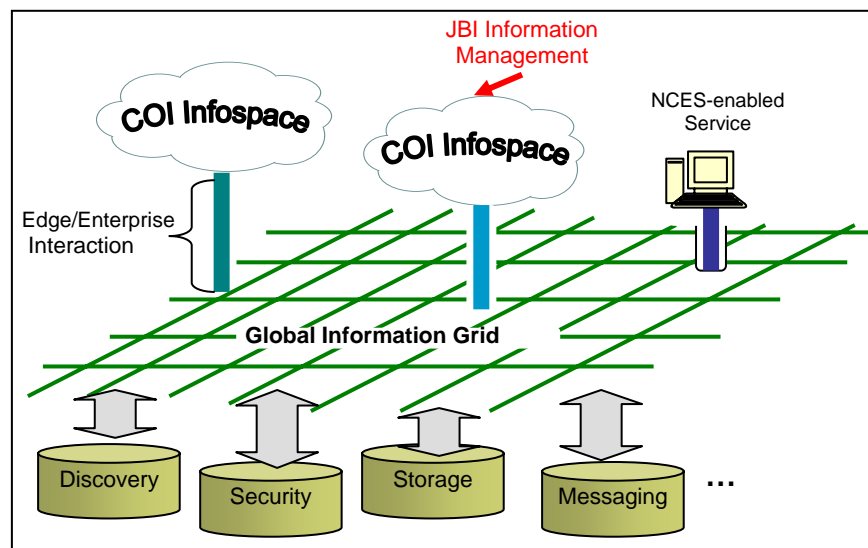 JBI Information
Management
COI Infospace
COI Infospace
NCES-enabled
Service
Edge/Enterprise
Interaction
Global Information Grid
Discovery
Security
Storage
Messaging
...